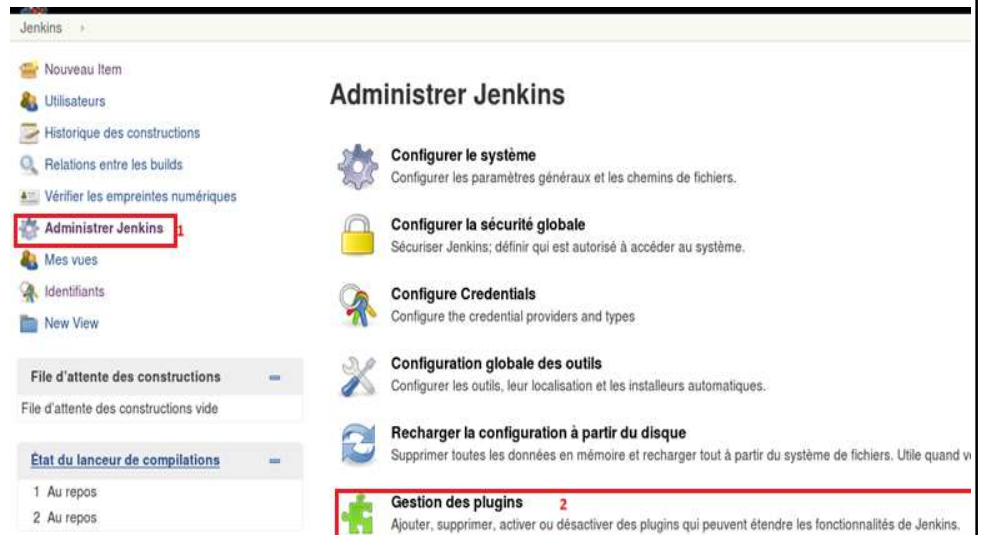 Jenkins
Nouveau Item
Utilisateurs
Historique des constructions
Relations entre les builds
Vérifier les empreintes numériques
Administrer Jenkins 1
Mes vues
Identifiants
New View
File d'attente des constructions
File d'attente des constructions vide
État du lanceur de compilations
1 Au repos
2 Au repos
Administrer Jenkins
Configurer le système
Configurer les paramètres généraux et les chemins de fichiers.
Configurer la sécurité globale
Sécuriser Jenkins; définir qui est autorisé à accéder au système.
Configure Credentials
Configure the credential providers and types
Configuration globale des outils
Configurer les outils, leur localisation et les installeurs automatiques.
Recharger la configuration à partir du disque
Supprimer toutes les données en mémoire et recharger tout à partir du système de fichiers. Utile quand
Gestion des plugins 2
Ajouter, supprimer, activer ou désactiver des plugins qui peuvent étendre les fonctionnalités de Jenkins.